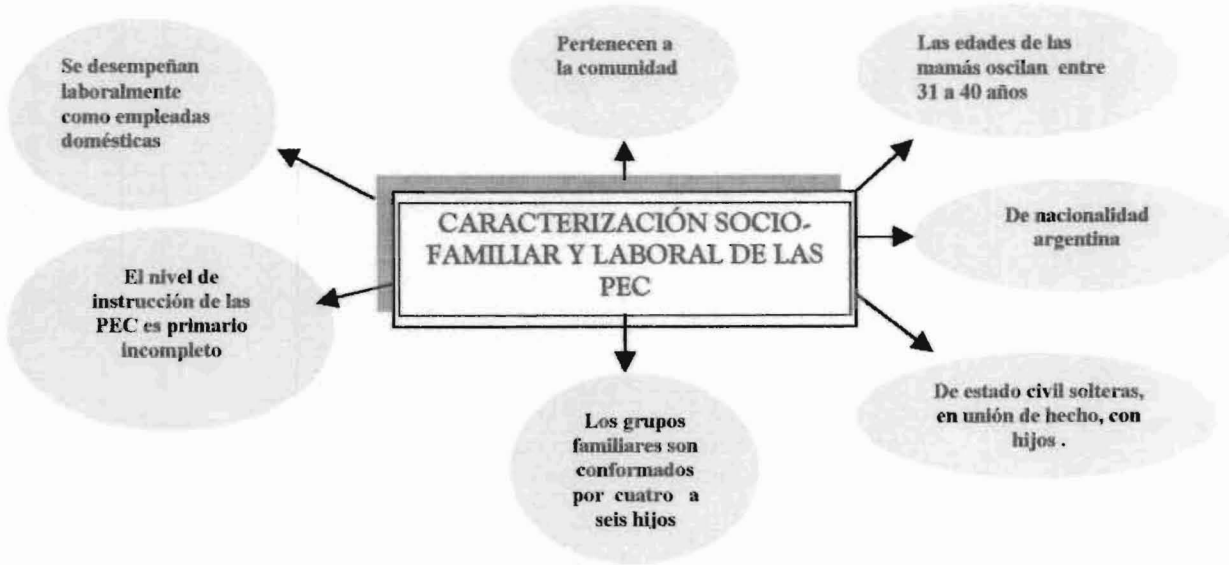 Se desempeñan
laboralmente
como empleadas
domésticas
Pertenecen a
la comunidad
Las edades de las
mamás oscilan entre
31 a 40 años
CARACTERIZACIÓN SOCIO-
FAMILIAR Y LABORAL DE LAS
PEC
De nacionalidad
argentina
El nivel de
instrucción de las
PEC es primario
incompleto
De estado civil solteras,
en unión de hecho, con
hijos .
Los grupos
familiares son
conformados
por cuatro a
seis hijos